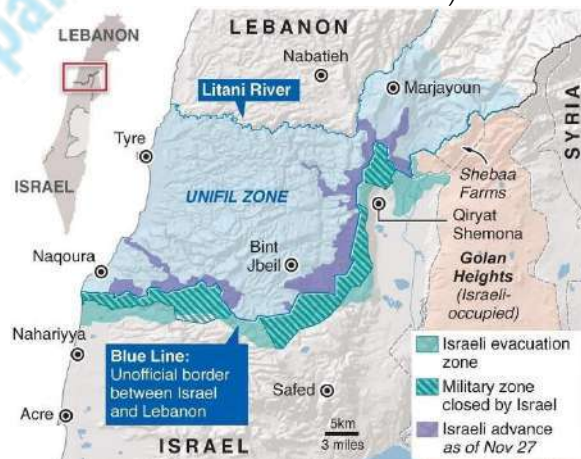 LEBANON
ISRAEL
LEBANON
Nabatieh
Litani River
Marjayoun
Tyre
UNIFIL ZONE
SYRIA
Shebaa
Farms
Qiryat
Shemona
Naqoura
Bint
Jbeil
Golan
Heights
(Israeli-
occupied)
Nahariyya
Blue Line:
Unofficial border
between Israel
and Lebanon
Safed
Acre
5km
3 miles
ISRAEL
Israeli evacuation
zone
Military zone
closed by Israel
Israeli advance
as of Nov 27